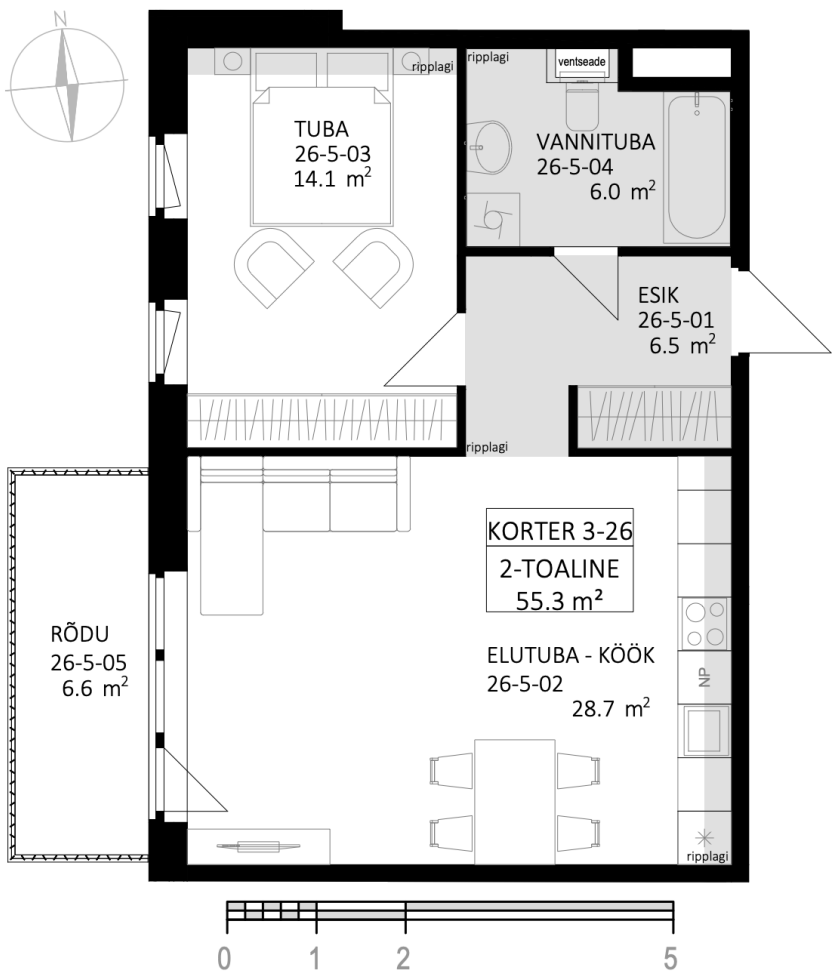 N
ripplagi
ripplagi
ventseade
TUBA
26-5-03
14.1 m²
VANNITUBA
26-5-04
6.0 m²
ESIK
26-5-01
6.5 m²
ripplagi
KORTER 3-26
2-TOALINE
55.3 m²
RÕDU
26-5-05
6.6 m²
ELUTUBA - KÖÖK
26-5-02
28.7 m²
NP
ripplagi
0 1 2 5